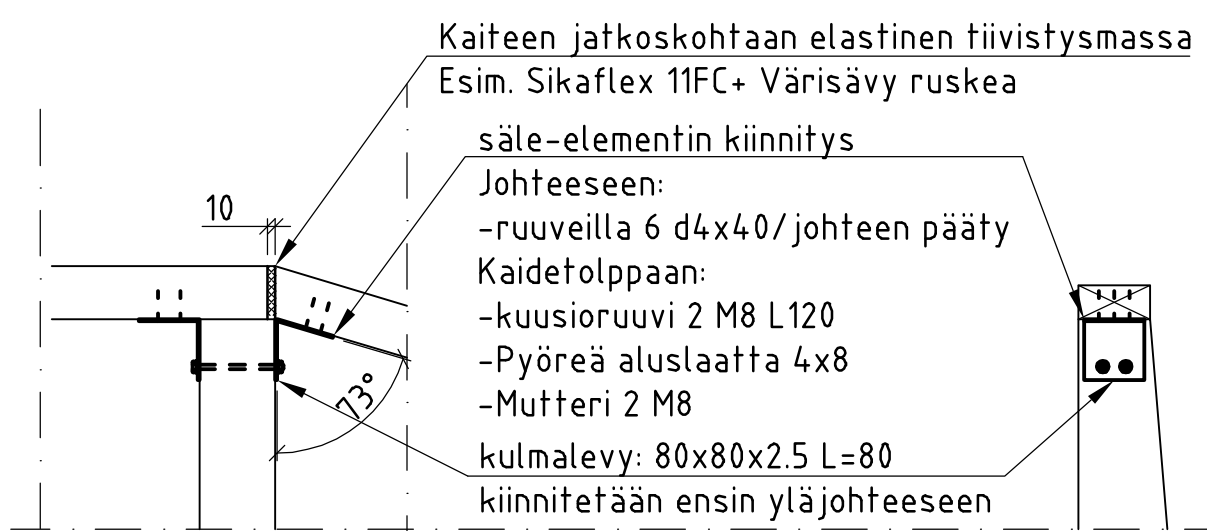 Kaiteen jatkoskohtaan elastinen tiivistysmassa
Esim. Sikaflex 11FC+ Värisävy ruskea
säle-elementin kiinnitys
Johteeseen:
-ruuveilla 6 d4x40/johteen pääty
Kaidetolppaan:
-kuusioruuvi 2 M8 L120
-Pyöreä aluslaatta 4x8
-Mutteri 2 M8
kulmalevy: 80x80x2.5 L=80
kiinnitetään ensin yläjohteeseen
10
73°